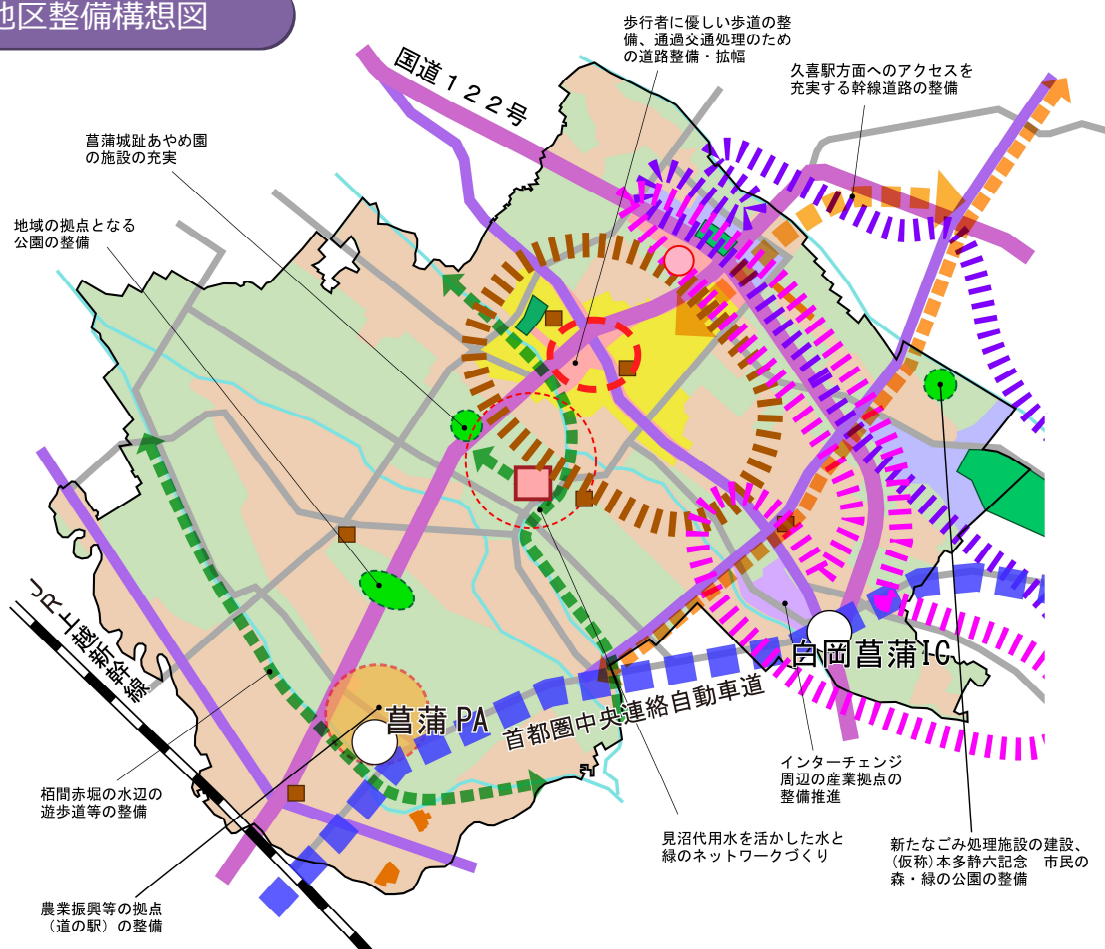 地区整備構想図
歩行者に優しい歩道の整
備、通過交通処理のため
の道路整備・拡幅
国道１２２号
久喜駅方面へのアクセスを
充実する幹線道路の整備
菖蒲城趾あやめ園
の施設の充実
地域の拠点となる
公園の整備
JR上越新幹線
白岡菖蒲IC
菖蒲PA
首都圏中央連絡自動車道
インターチェンジ
周辺の産業拠点の
整備推進
栢間赤堀の水辺の
遊歩道等の整備
見沼代用水を活かした水と
緑のネットワークづくり
新たなごみ処理施設の建設、
(仮称)本多静六記念　市民の
森・緑の公園の整備
農業振興等の拠点
（道の駅）の整備